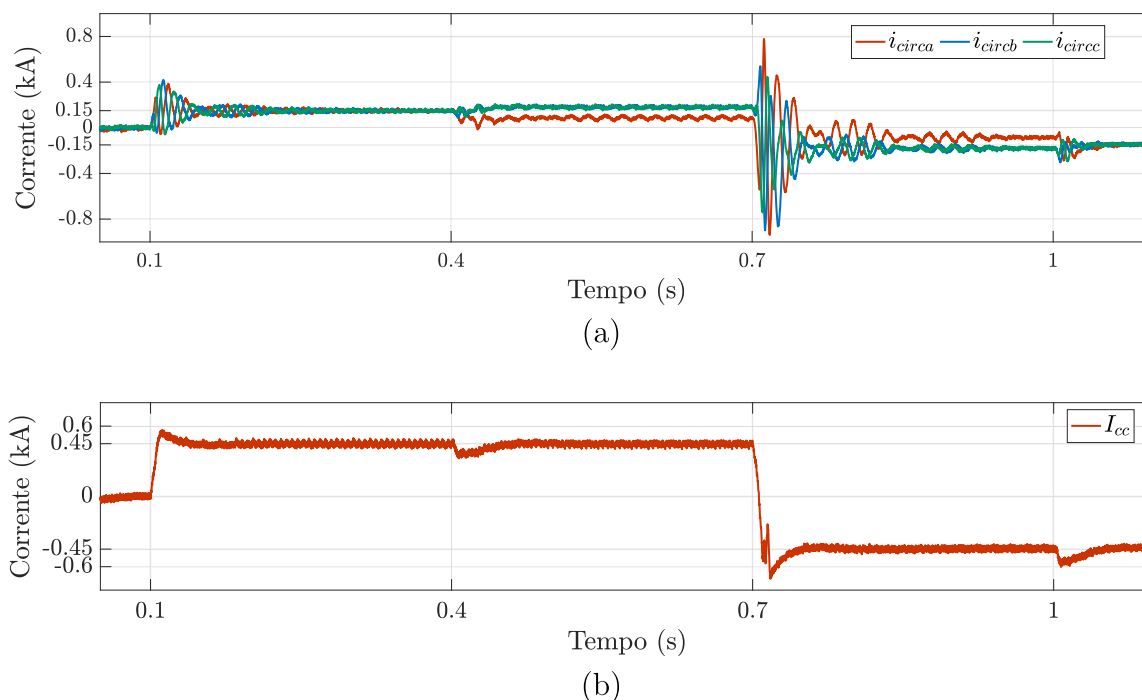 0.8
0.4
0.15
0
-0.15
-0.4
-0.8
Corrente (kA)
i_circa i_circb i_circc
0.1 0.4 0.7 1
Tempo (s)
(a)
0.6
0.45
0
-0.45
-0.6
Corrente (kA)
I_cc
0.1 0.4 0.7 1
Tempo (s)
(b)